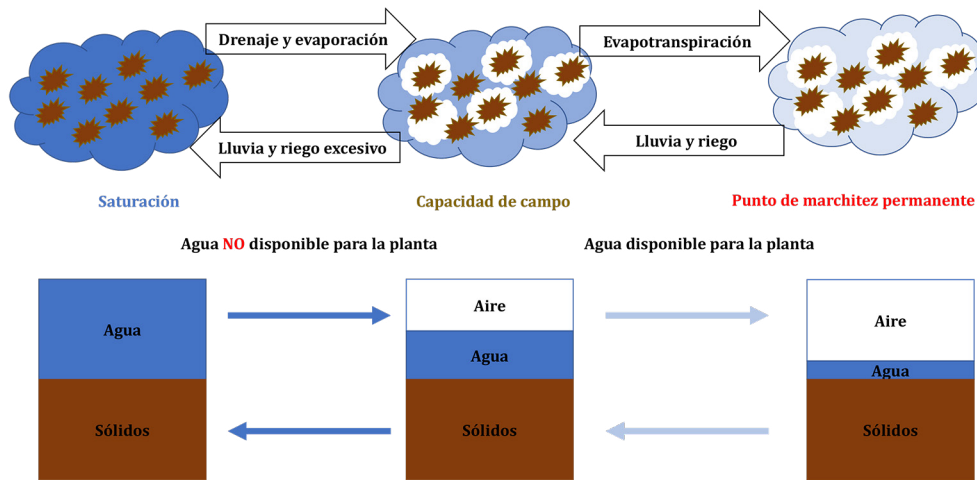 Drenaje y evaporación
Evapotranspiración
Lluvia y riego excesivo
Lluvia y riego
Saturación
Capacidad de campo
Punto de marchitez permanente
Agua NO disponible para la planta
Agua disponible para la planta
Agua
Sólidos
Aire
Agua
Sólidos
Aire
Agua
Sólidos